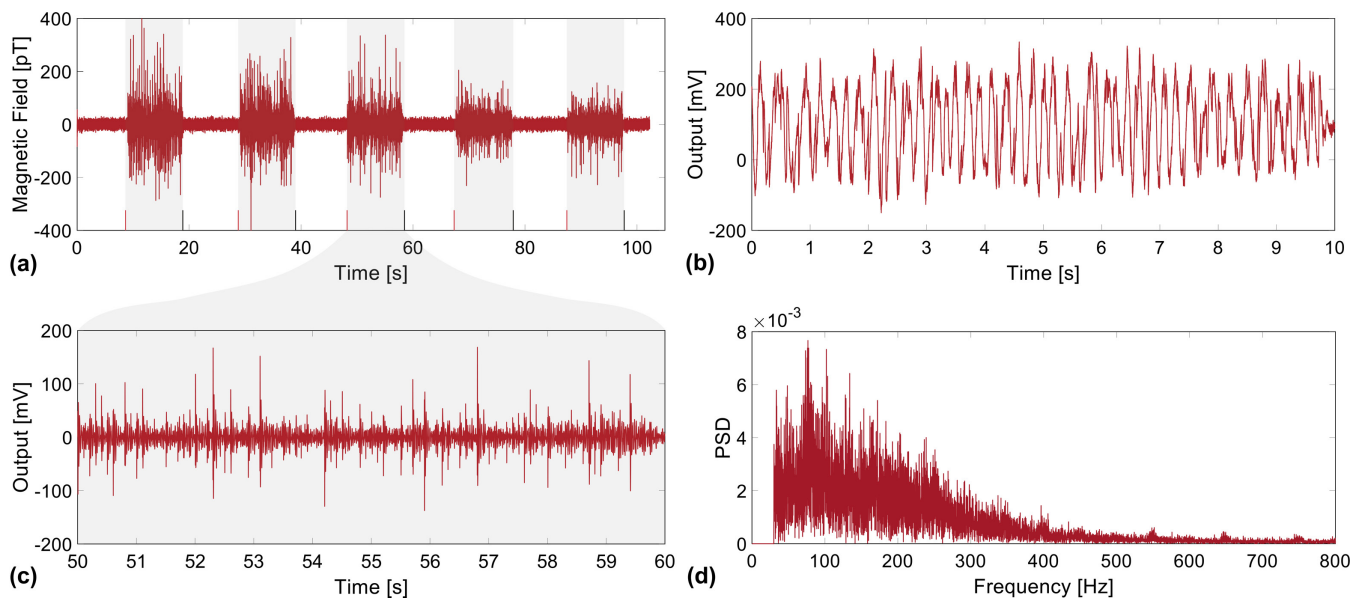 400
200
0
-200
-400
Magnetic Field [pT]
0 20 40 60 80 100
Time [s]
(a)
400
200
0
-200
Output [mV]
0 1 2 3 4 5 6 7 8 9 10
Time [s]
(b)
200
100
0
-100
-200
Output [mV]
50 51 52 53 54 55 56 57 58 59 60
Time [s]
(c)
×10⁻³
8
6
4
2
0
PSD
0 100 200 300 400 500 600 700 800
Frequency [Hz]
(d)